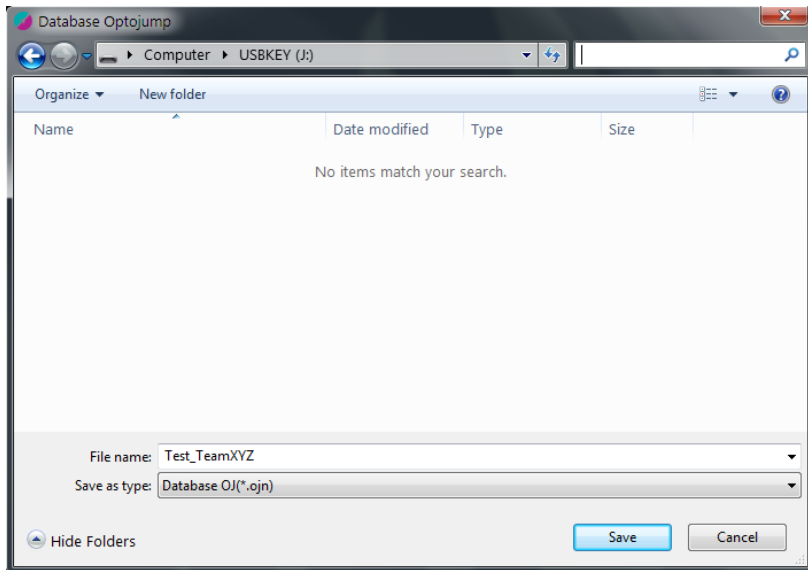 Database Optojump
Computer USBKEY (J:)
Organize New folder
Name Date modified Type Size
No items match your search.
File name: Test_TeamXYZ
Save as type: Database OJ(*.ojn)
Hide Folders Save Cancel